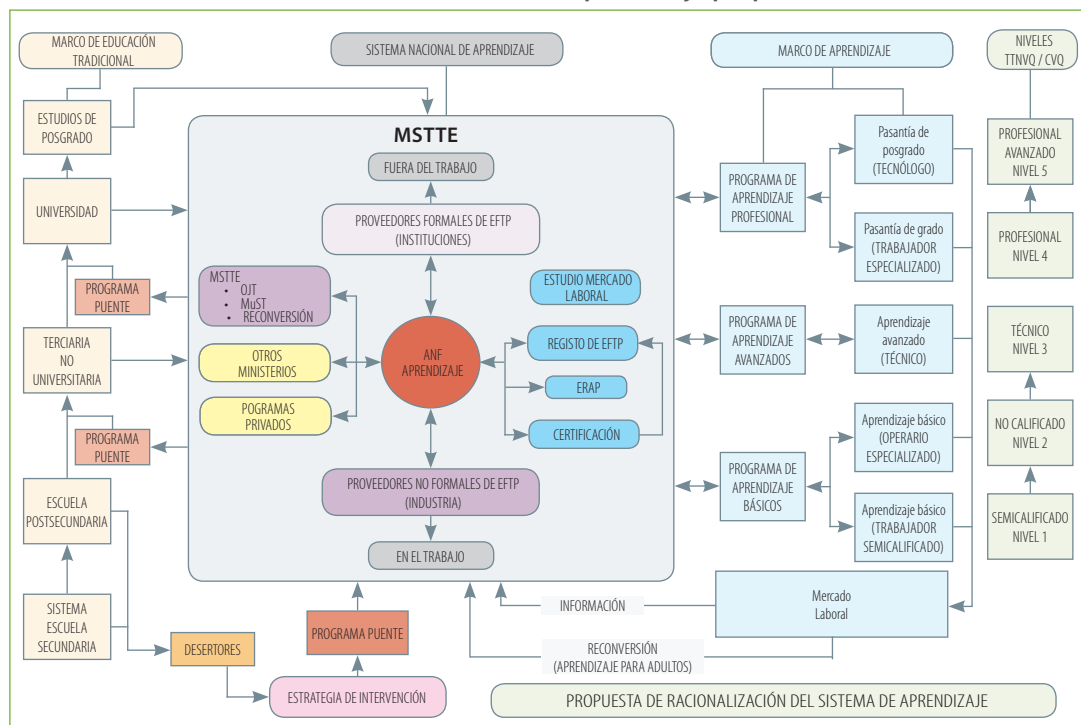 MARCO DE EDUCACIÓN
TRADICIONAL
SISTEMA NACIONAL DE APRENDIZAJE
MARCO DE APRENDIZAJE
NIVELES
TTNVQ / CVQ
ESTUDIOS DE
POSGRADO
UNIVERSIDAD
PROGRAMA
PUENTE
TERCIARIA
NO
UNIVERSITARIA
PROGRAMA
PUENTE
ESCUELA
POSTSECUNDARIA
SISTEMA
ESCUELA
SECUNDARIA
DESERTORES
ESTRATEGIA DE INTERVENCIÓN
PROGRAMA PUENTE
MSTTE
FUERA DEL TRABAJO
PROVEEDORES FORMALES DE EFTP
(INSTITUCIONES)
MSTTE
• OJT
• MuST
• RECONVERSIÓN
OTROS
MINISTERIOS
POGRAMAS
PRIVADOS
ANF
APRENDIZAJE
ESTUDIO MERCADO
LABORAL
REGISTO DE EFTP
ERAP
CERTIFICACIÓN
PROVEEDORES NO FORMALES DE EFTP
(INDUSTRIA)
EN EL TRABAJO
PROGRAMA DE
APRENDIZAJE
PROFESIONAL
Pasantía de
posgrado
(TECNÓLOGO)
Pasantía de grado
(TRABAJADOR
ESPECIALIZADO)
PROGRAMA DE
APRENDIZAJE
AVANZADOS
Aprendizaje
avanzado
(TÉCNICO)
PROGRAMA DE
APRENDIZAJE
BÁSICOS
Aprendizaje básico
(OPERARIO
ESPECIALIZADO)
Aprendizaje básico
(TRABAJADOR
SEMICALIFICADO)
PROFESIONAL
AVANZADO
NIVEL 5
PROFESIONAL
NIVEL 4
TÉCNICO
NIVEL 3
NO CALIFICADO
NIVEL 2
SEMICALIFICADO
NIVEL 1
Mercado
Laboral
INFORMACIÓN
RECONVERSIÓN
(APRENDIZAJE PARA ADULTOS)
PROPUESTA DE RACIONALIZACIÓN DEL SISTEMA DE APRENDIZAJE